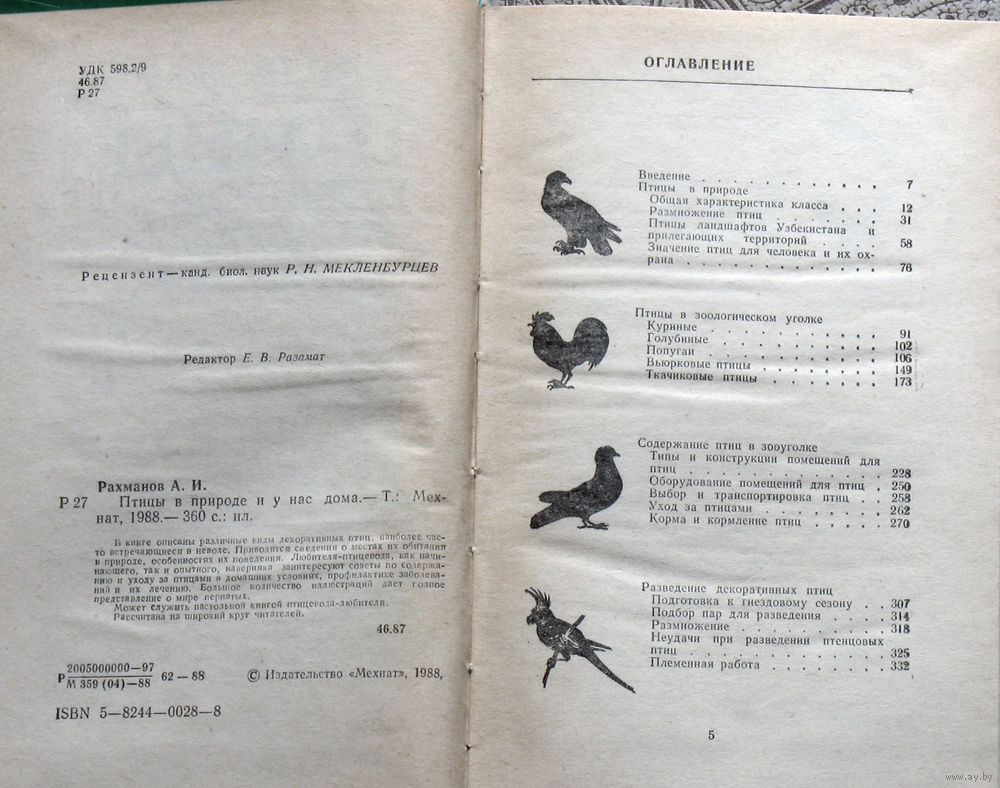 УДК 598.2/9
46.87
Р 27
Рецензент — канд. биол. наук Р. Н. МЕКЛЕНБУРЦЕВ
Редактор Е. В. Разамат
Рахманов А. И.
Р 27 Птицы в природе и у нас дома.— Т.: Мех-
нат, 1988.— 360 с.: ил.
В книге описаны различные виды декоративных птиц, наиболее час-
то встречающиеся в неволе. Приводятся сведения о местах их обитания
в природе, особенностях их поведения. Любителя-птицевода, как начи-
нающего, так и опытного, наверняка заинтересуют советы по содержа-
нию и уходу за птицами в домашних условиях, профилактике заболева-
ний и их лечению. Большое количество иллюстраций дает полное
представление о мире пернатых.
Может служить настольной книгой птицевода-любителя.
Рассчитана на широкий круг читателей.
46.87
Р 2005000000—97
М 359 (04)—88 62 — 88
© Издательство «Мехнат», 1988,
ISBN 5—8244—0028—8
ОГЛАВЛЕНИЕ
Введение . . . . . . . . . . . . 7
Птицы в природе
Общая характеристика класса . . . 12
Размножение птиц . . . . . . . 31
Птицы ландшафтов Узбекистана и
прилегающих территорий . . . . 58
Значение птиц для человека и их ох-
рана . . . . . . . . . . . . 76
Птицы в зоологическом уголке
Куриные . . . . . . . . . . . 91
Голубиные . . . . . . . . . . 102
Попугаи . . . . . . . . . . . 106
Вьюрковые птицы . . . . . . . 149
Ткачиковые птицы . . . . . . . 173
Содержание птиц в зооуголке
Типы и конструкции помещений для
птиц . . . . . . . . . . . . 228
Оборудование помещений для птиц . 250
Выбор и транспортировка птиц . . 258
Уход за птицами . . . . . . . . 262
Корма и кормление птиц . . . . . 270
Разведение декоративных птиц
Подготовка к гнездовому сезону . . 307
Подбор пар для разведения . . . . 314
Размножение . . . . . . . . . 318
Неудачи при разведении птенцовых
птиц . . . . . . . . . . . . 325
Племенная работа . . . . . . . . 332
5
www.ay.by